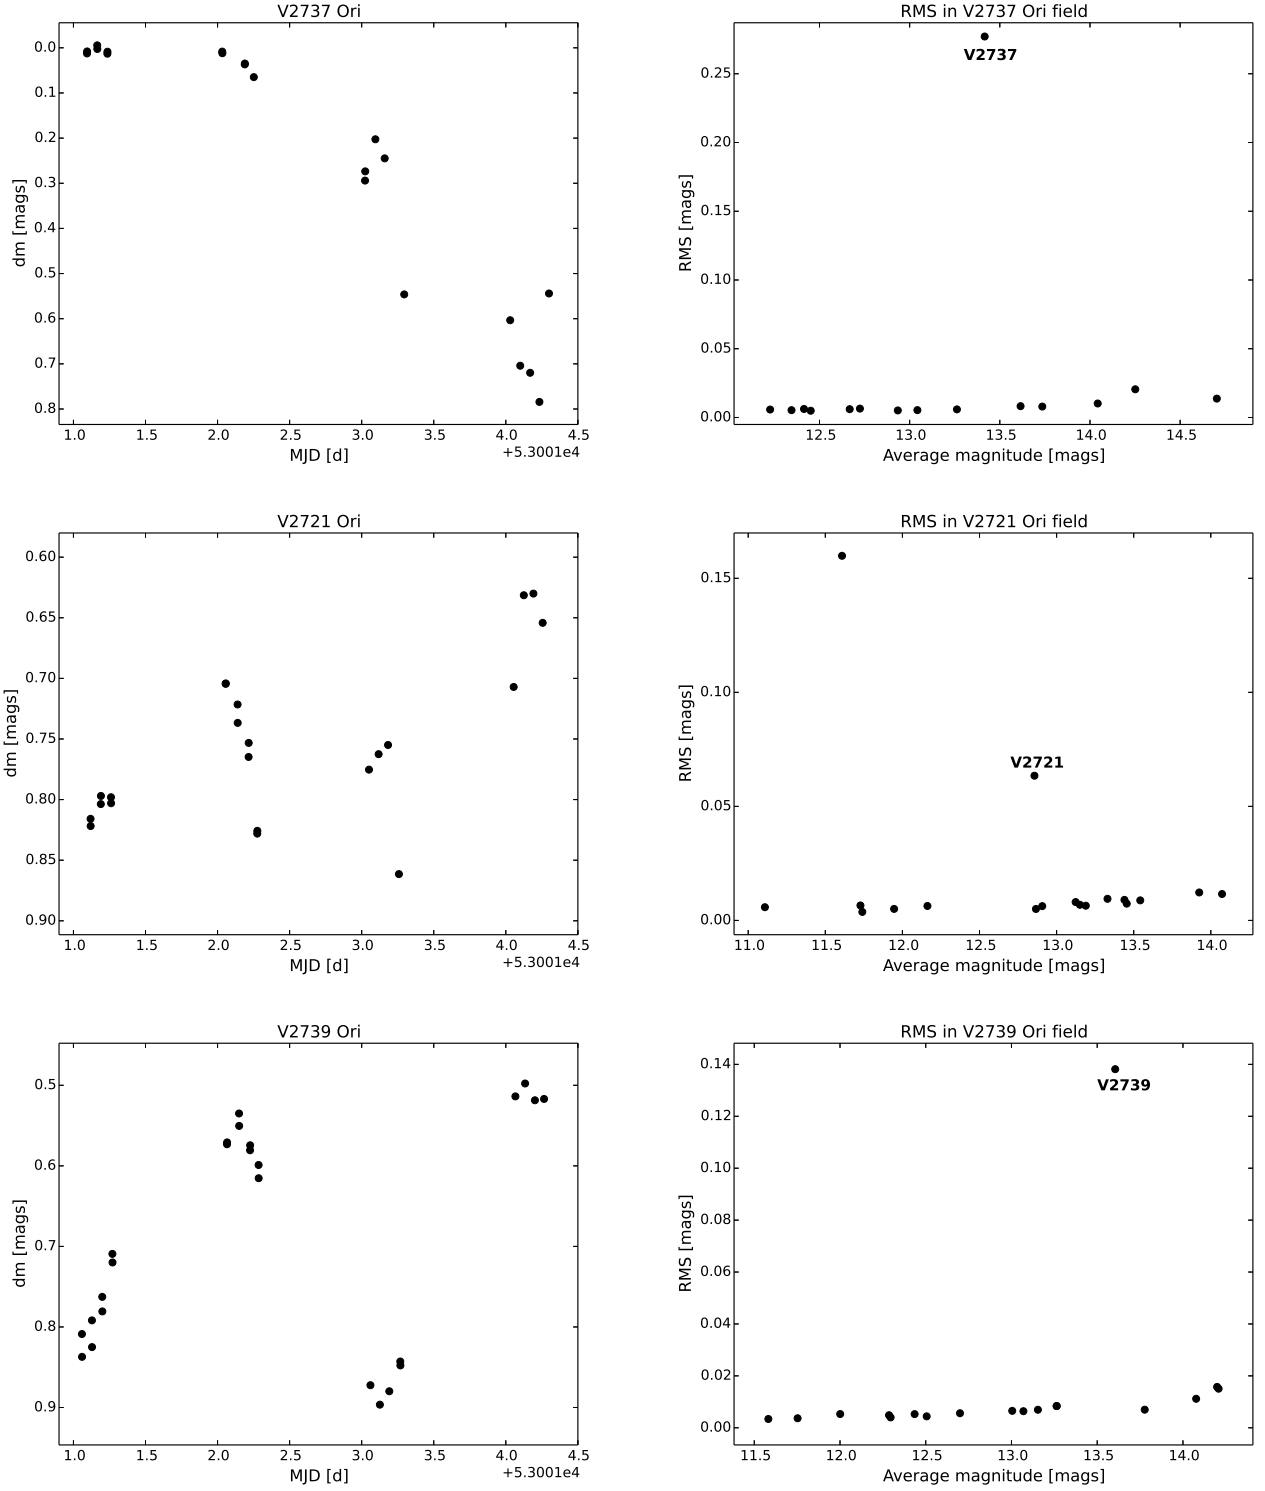 V2737 Ori
0.0
0.1
0.2
0.3
0.4
0.5
0.6
0.7
0.8
dm [mags]
1.0 1.5 2.0 2.5 3.0 3.5 4.0 4.5
MJD [d]
+5.3001e4
RMS in V2737 Ori field
V2737
0.25
0.20
0.15
0.10
0.05
0.00
RMS [mags]
12.5 13.0 13.5 14.0 14.5
Average magnitude [mags]
V2721 Ori
0.60
0.65
0.70
0.75
0.80
0.85
0.90
dm [mags]
1.0 1.5 2.0 2.5 3.0 3.5 4.0 4.5
MJD [d]
+5.3001e4
RMS in V2721 Ori field
0.15
0.10
V2721
0.05
0.00
RMS [mags]
11.0 11.5 12.0 12.5 13.0 13.5 14.0
Average magnitude [mags]
V2739 Ori
0.5
0.6
0.7
0.8
0.9
dm [mags]
1.0 1.5 2.0 2.5 3.0 3.5 4.0 4.5
MJD [d]
+5.3001e4
RMS in V2739 Ori field
0.14
V2739
0.12
0.10
0.08
0.06
0.04
0.02
0.00
RMS [mags]
11.5 12.0 12.5 13.0 13.5 14.0
Average magnitude [mags]